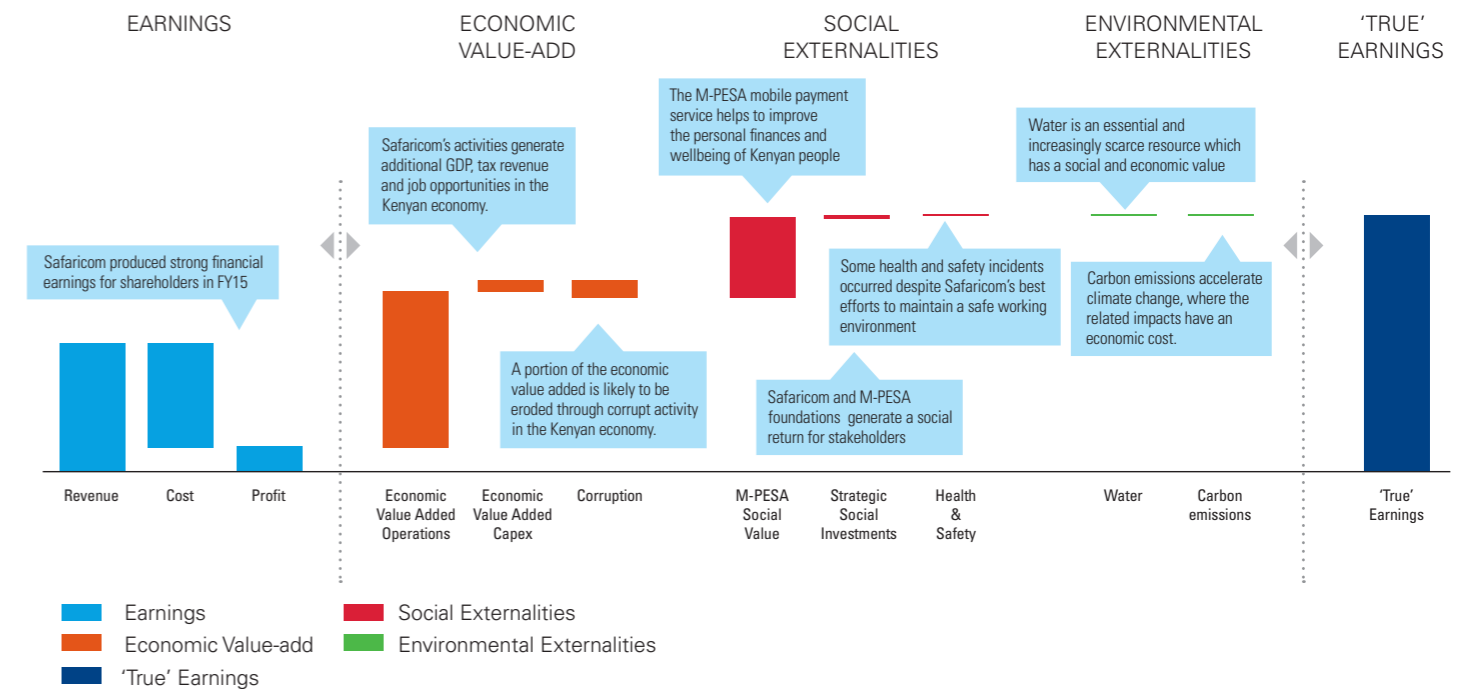 EARNINGS
ECONOMIC
VALUE-ADD
SOCIAL
EXTERNALITIES
ENVIRONMENTAL
EXTERNALITIES
‘TRUE’
EARNINGS
Safaricom produced strong financial
earnings for shareholders in FY15
Safaricom’s activities generate
additional GDP, tax revenue
and job opportunities in the
Kenyan economy.
A portion of the economic
value added is likely to be
eroded through corrupt activity
in the Kenyan economy.
The M-PESA mobile payment
service helps to improve
the personal finances and
wellbeing of Kenyan people
Some health and safety incidents
occurred despite Safaricom’s best
efforts to maintain a safe working
environment
Safaricom and M-PESA
foundations generate a social
return for stakeholders
Water is an essential and
increasingly scarce resource which
has a social and economic value
Carbon emissions accelerate
climate change, where the
related impacts have an
economic cost.
Revenue
Cost
Profit
Economic
Value Added
Operations
Economic
Value Added
Capex
Corruption
M-PESA
Social
Value
Strategic
Social
Investments
Health
&
Safety
Water
Carbon
emissions
‘True’
Earnings
Earnings
Economic Value-add
‘True’ Earnings
Social Externalities
Environmental Externalities